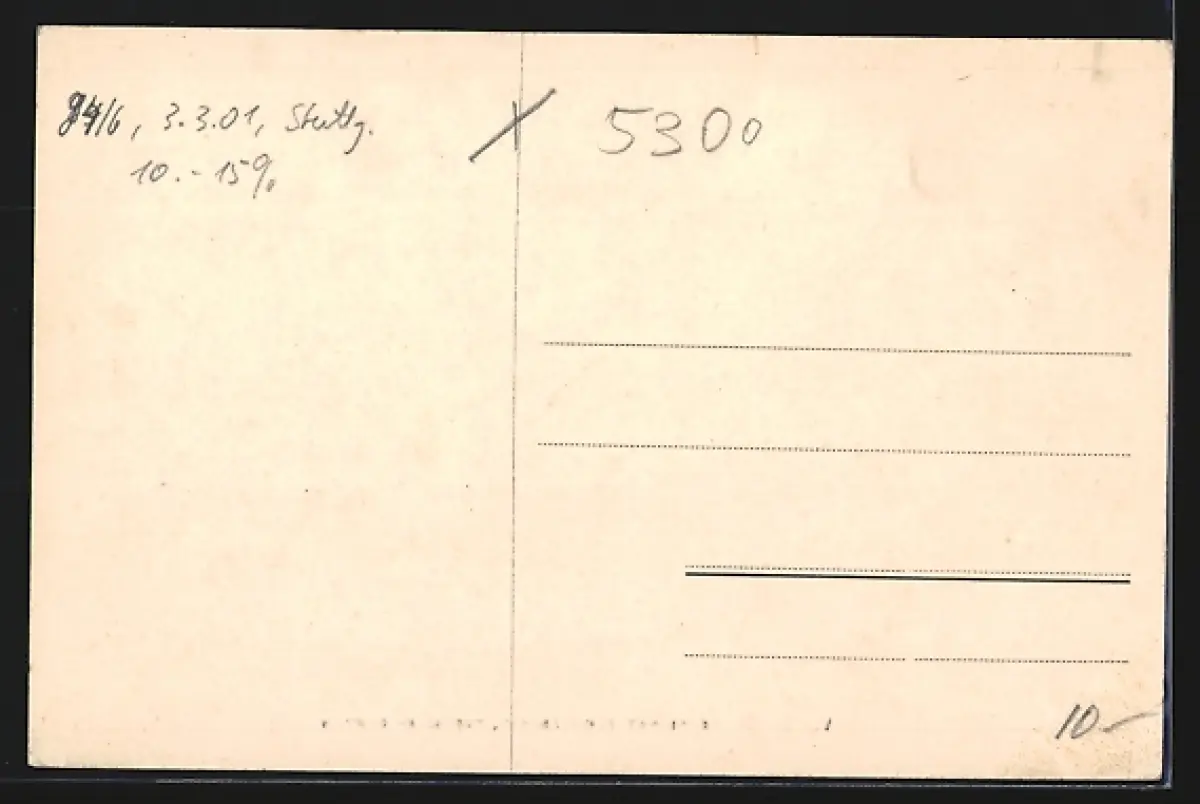 84/6, 3.3.01, Stuttg.
10.- 15%
5300
10.-